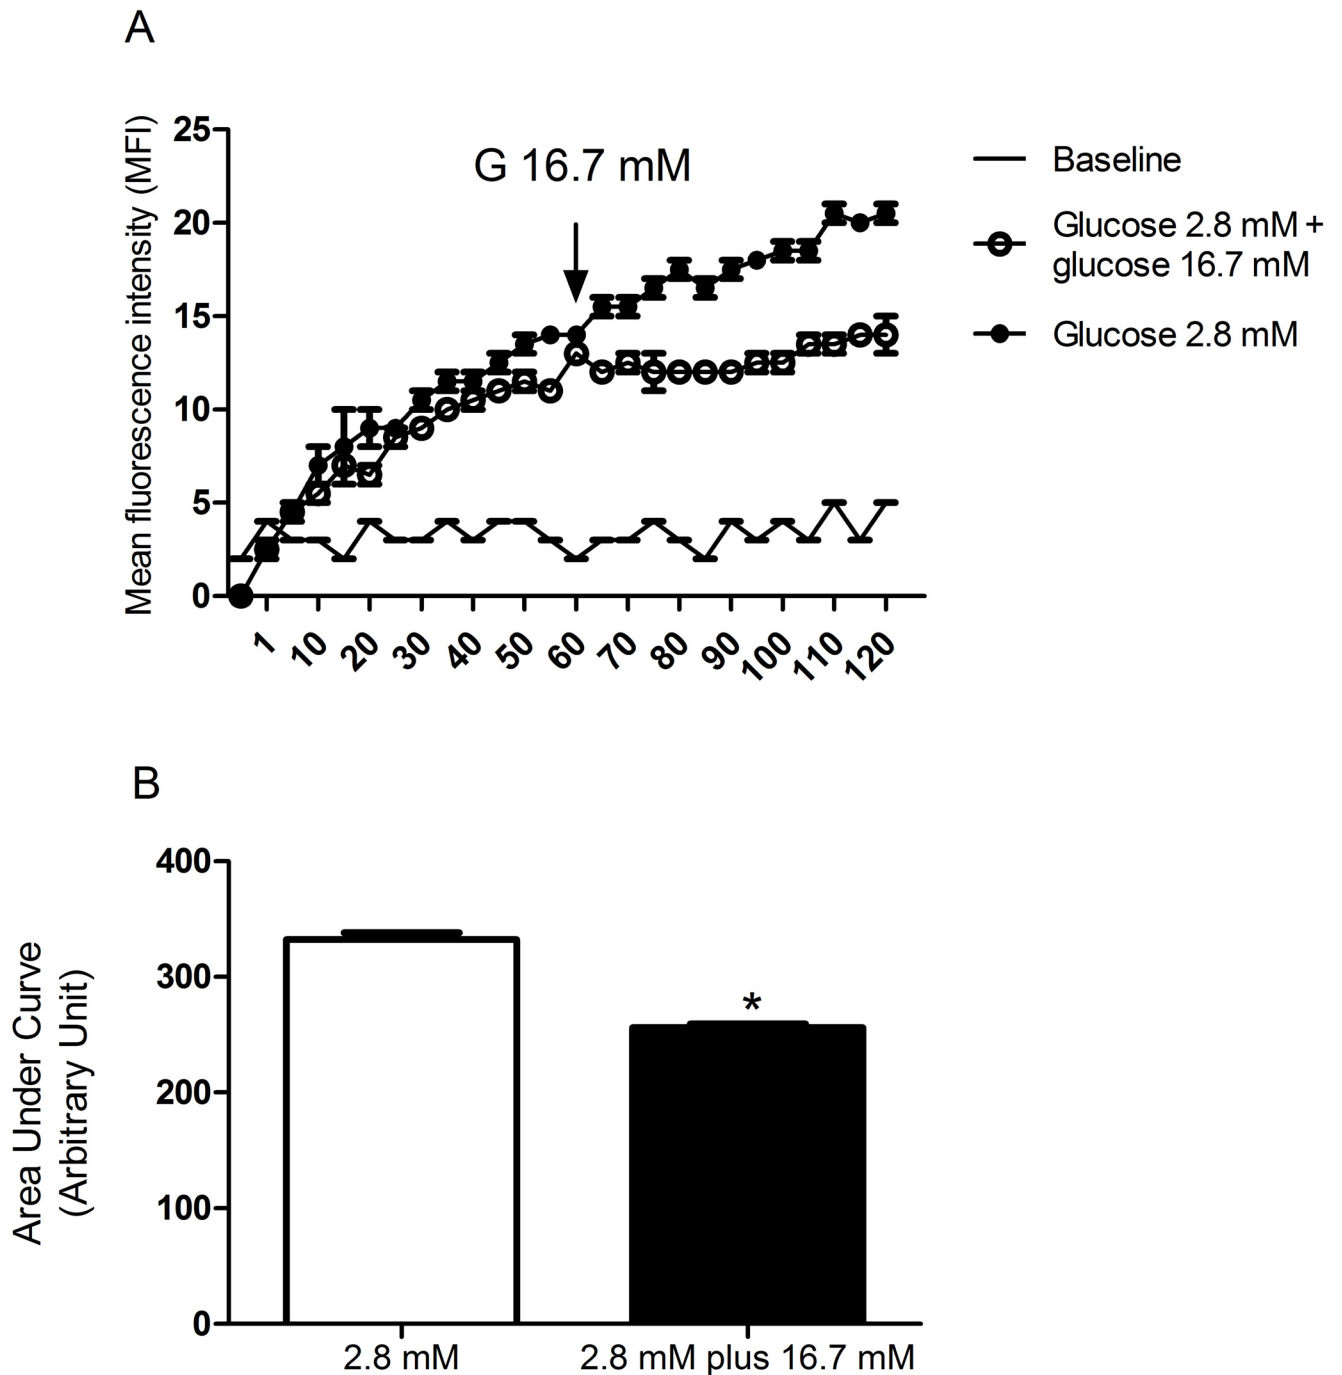 A
Mean fluorescence intensity (MFI)
25
20
15
10
5
0
G 16.7 mM
1
10
20
30
40
50
60
70
80
90
100
110
120
Baseline
Glucose 2.8 mM +
glucose 16.7 mM
Glucose 2.8 mM
B
Area Under Curve
(Arbitrary Unit)
400
300
200
100
0
*
2.8 mM
2.8 mM plus 16.7 mM